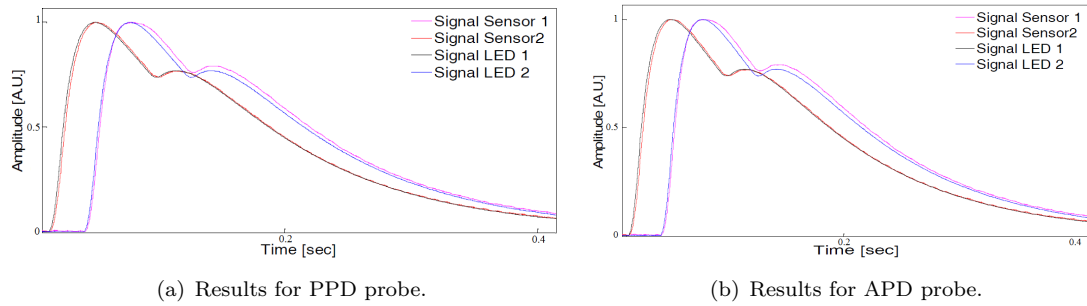 Amplitude [A.U.]
1
0.5
0
Signal Sensor 1
Signal Sensor2
Signal LED 1
Signal LED 2
0.2
0.4
Time [sec]
(a) Results for PPD probe.
Amplitude [A.U.]
1
0.5
0
Signal Sensor 1
Signal Sensor2
Signal LED 1
Signal LED 2
0.2
0.4
Time [sec]
(b) Results for APD probe.